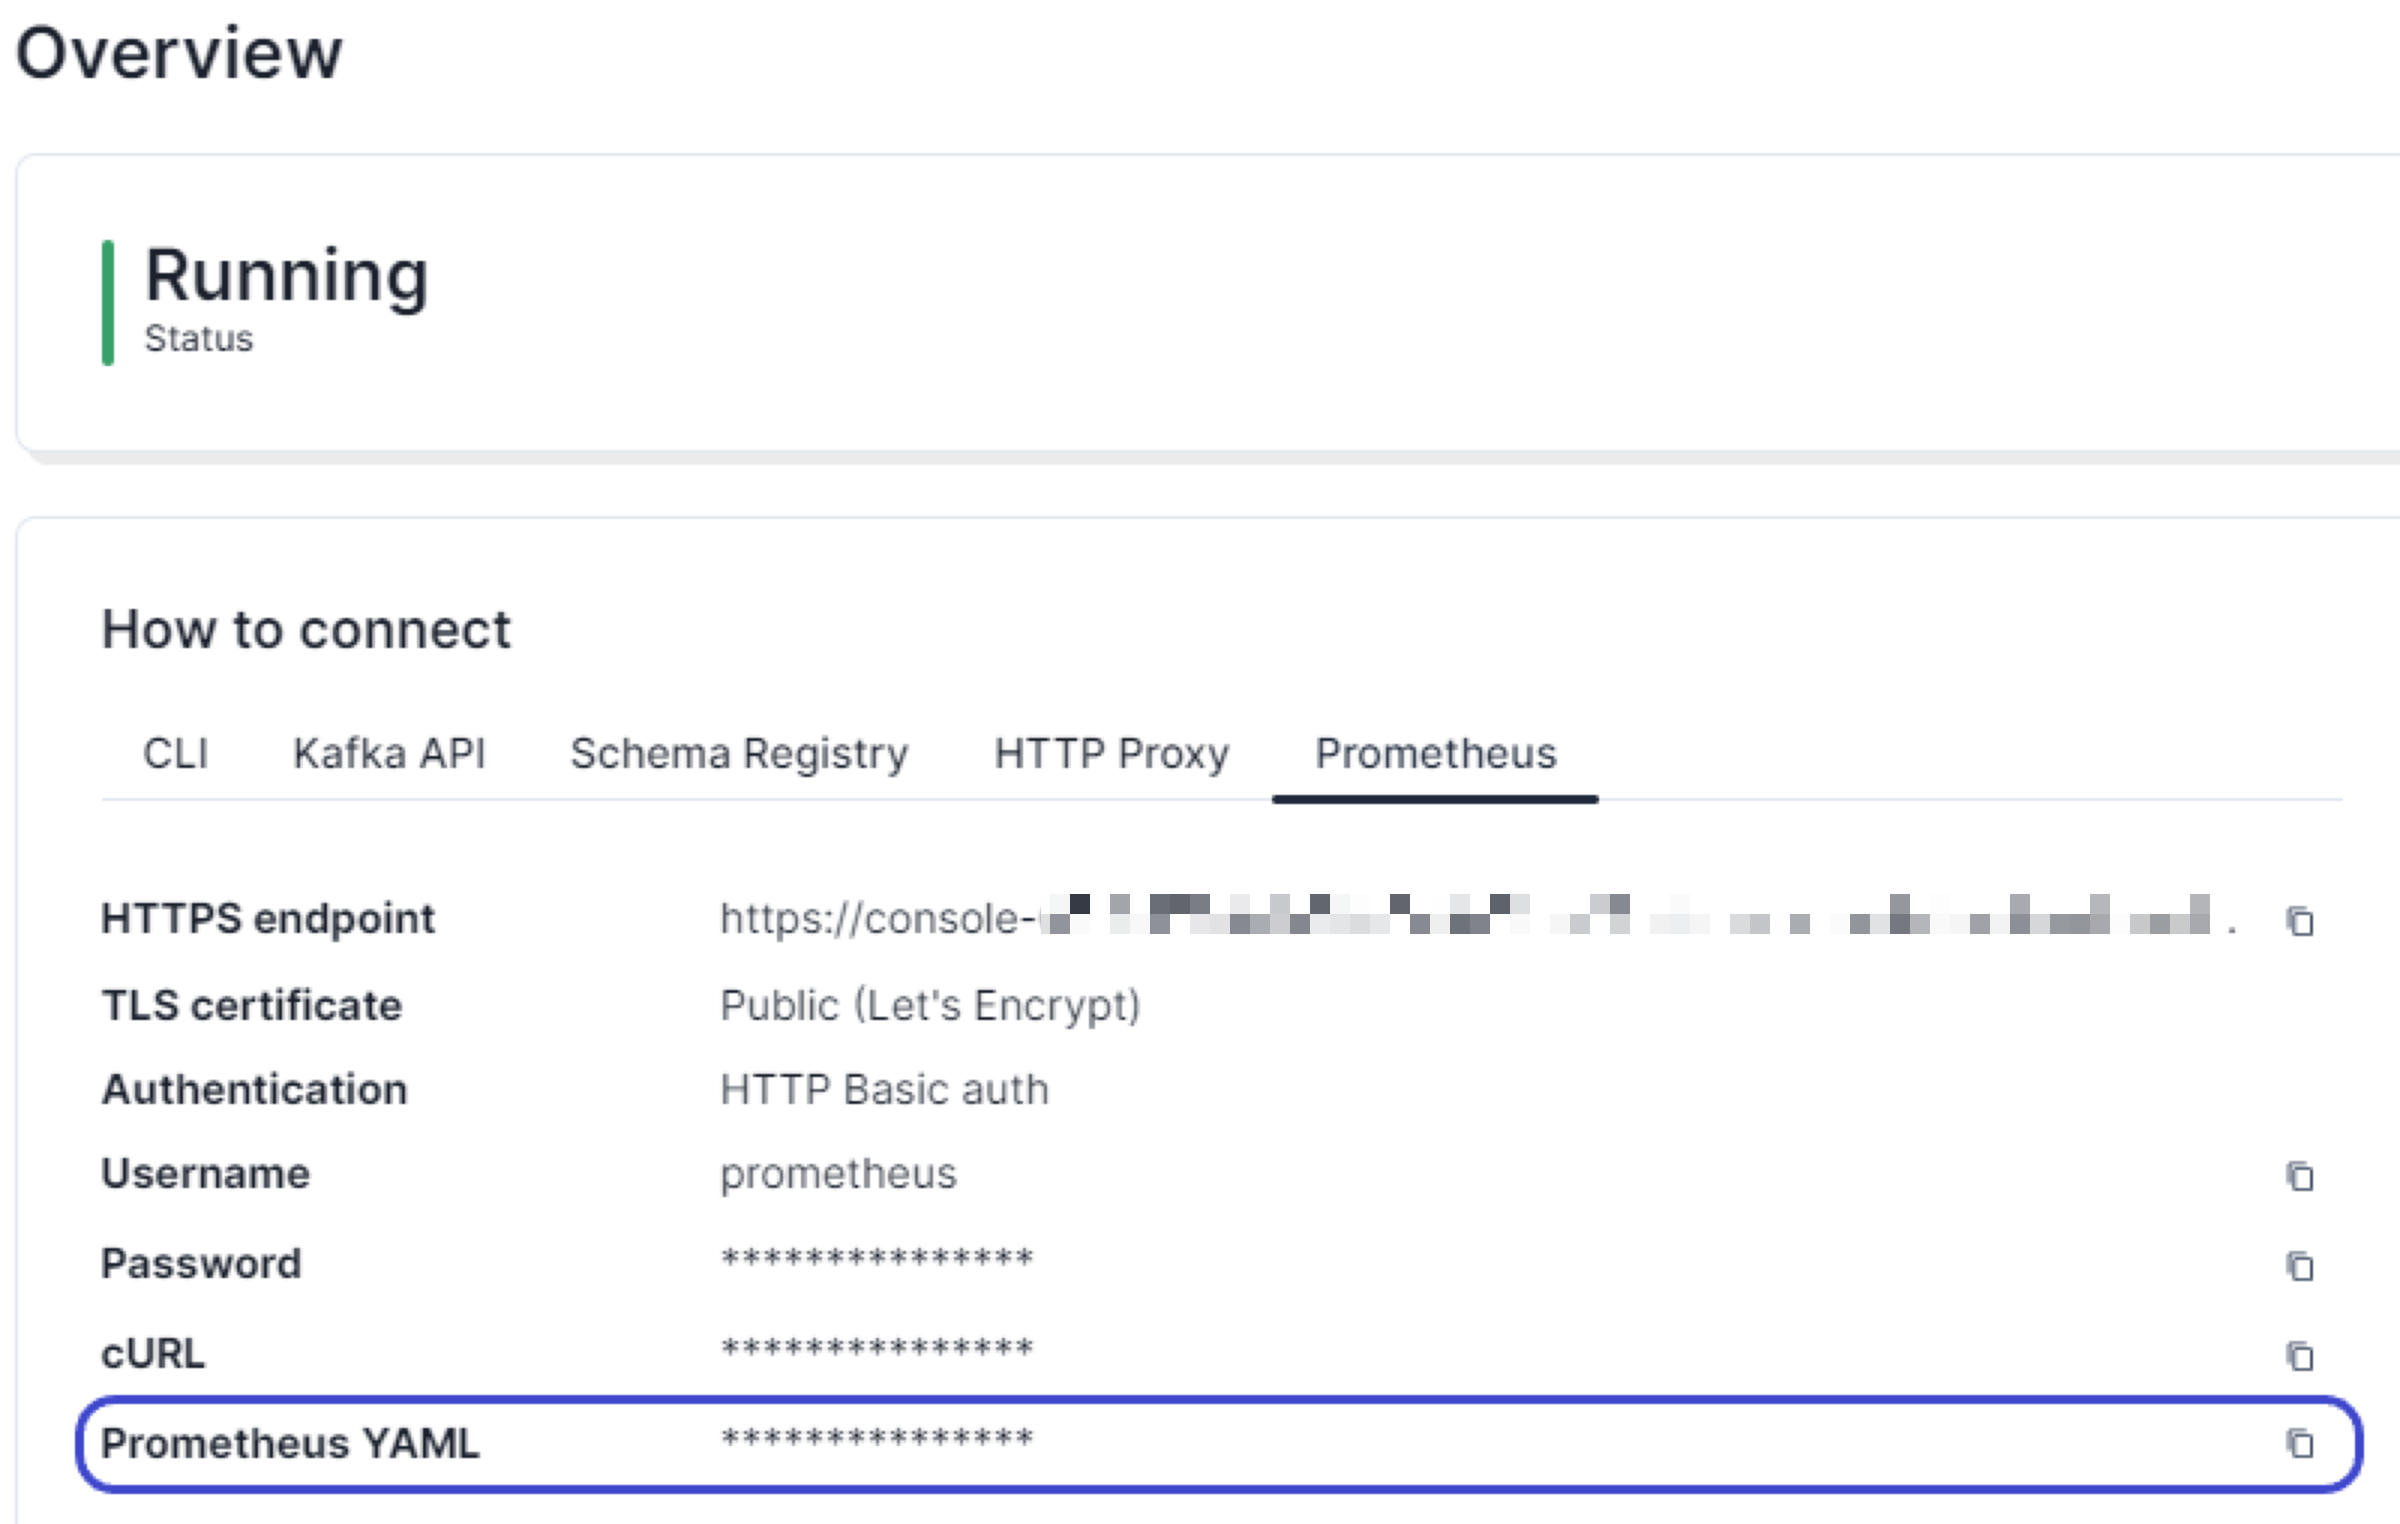 Overview
Running
Status
How to connect
CLI Kafka API Schema Registry HTTP Proxy Prometheus
HTTPS endpoint https://console-
TLS certificate Public (Let's Encrypt)
Authentication HTTP Basic auth
Username prometheus
Password ***************
cURL ***************
Prometheus YAML ***************